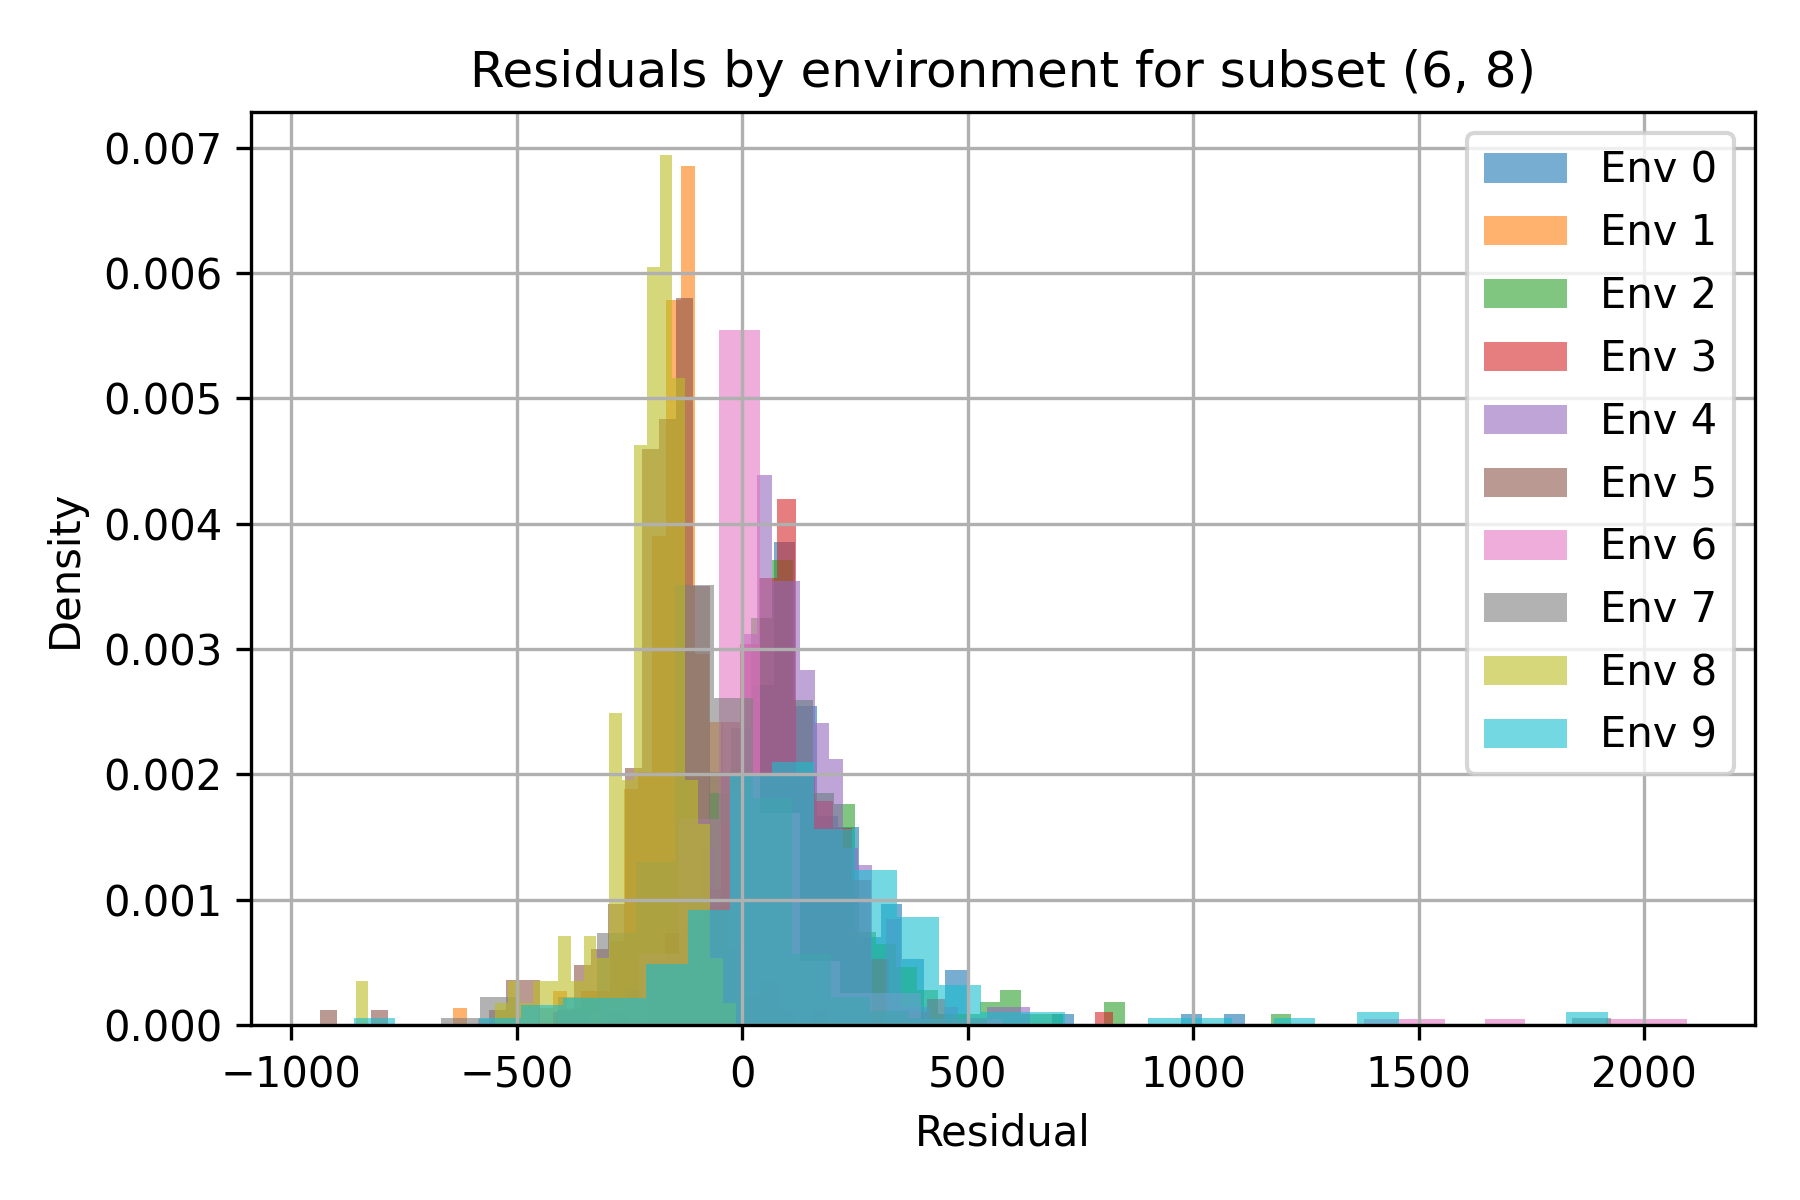 Residuals by environment for subset (6, 8)
0.007
0.006
0.005
0.004
0.003
0.002
0.001
0.000
Density
Env 0
Env 1
Env 2
Env 3
Env 4
Env 5
Env 6
Env 7
Env 8
Env 9
−1000 −500 0 500 1000 1500 2000
Residual